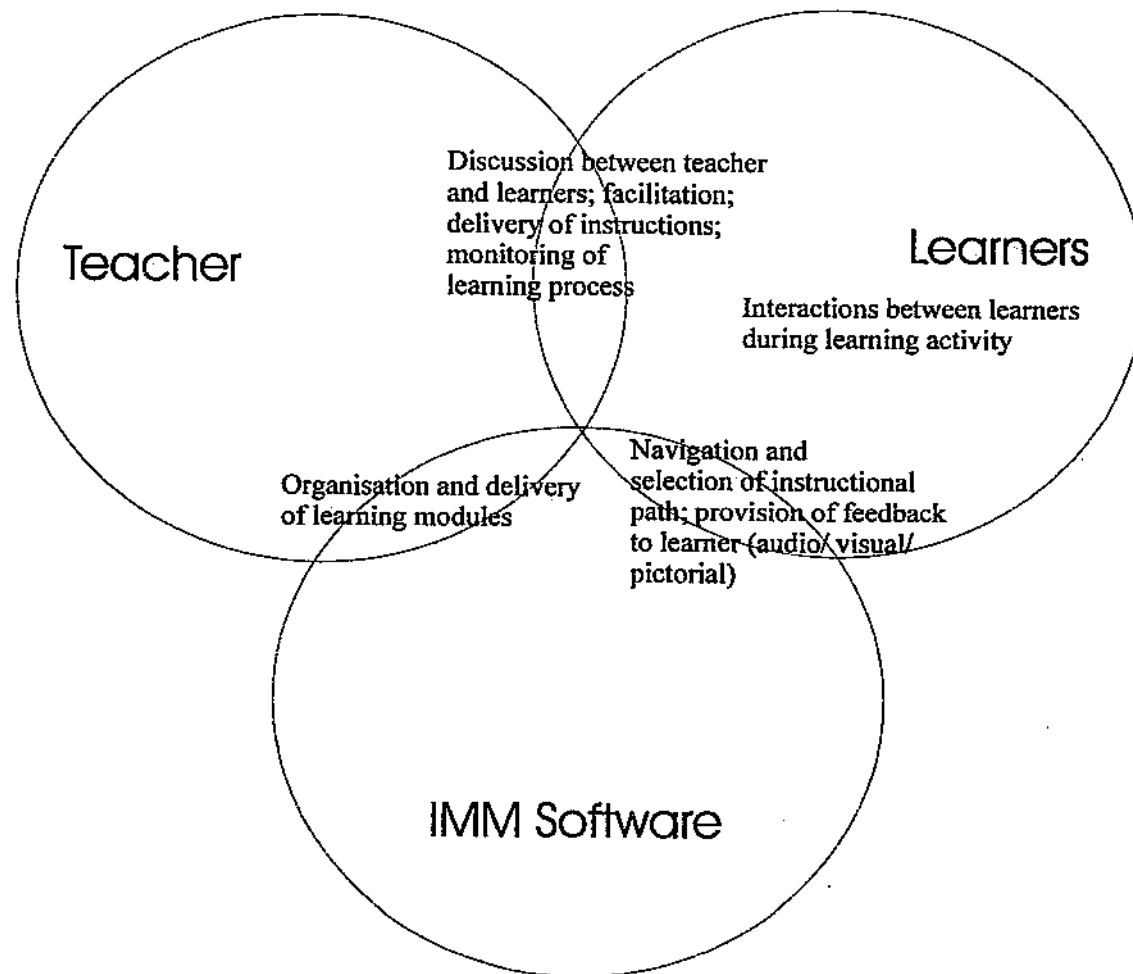 Discussion between teacher
and learners; facilitation;
delivery of instructions;
monitoring of
learning process
Teacher
Learners
Interactions between learners
during learning activity
Organisation and delivery
of learning modules
Navigation and
selection of instructional
path; provision of feedback
to learner (audio/ visual/
pictorial)
IMM Software